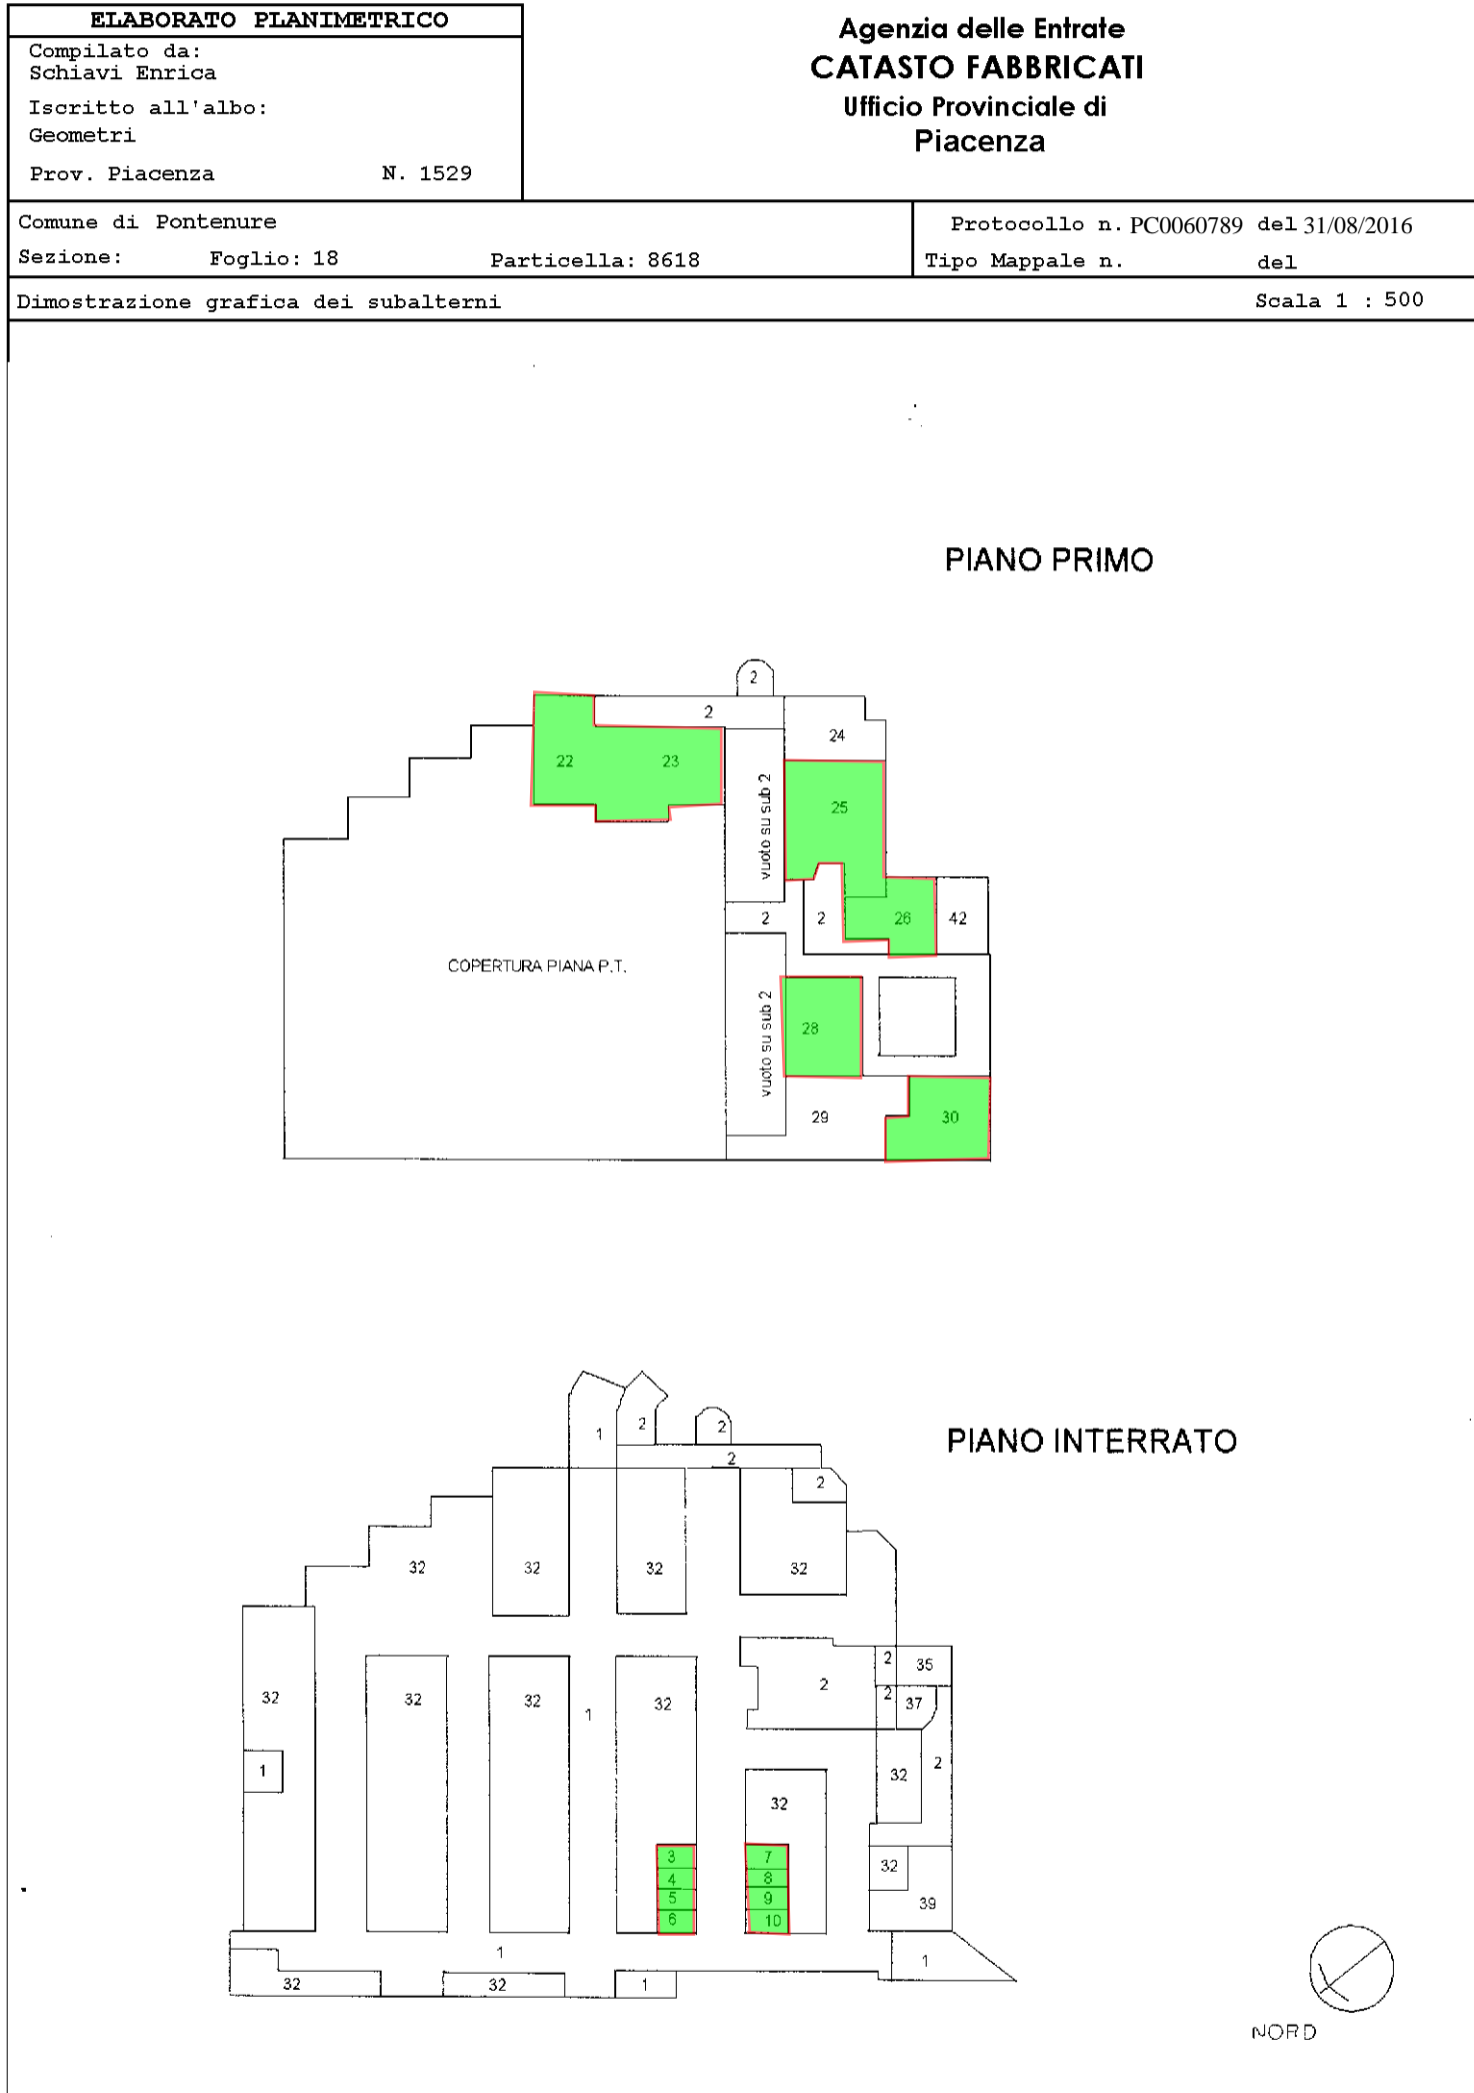 ELABORATO PLANIMETRICO
Compilato da:
Schiavi Enrica
Iscritto all'albo:
Geometri
Prov. Piacenza N. 1529
Agenzia delle Entrate
CATASTO FABBRICATI
Ufficio Provinciale di
Piacenza
Comune di Pontenure
Sezione: Foglio: 18 Particella: 8618
Protocollo n. PC0060789 del 31/08/2016
Tipo Mappale n. del
Dimostrazione grafica dei subalterni Scala 1 : 500
PIANO PRIMO
2
2
24
22 23
vuoto su sub 2
25
2 2 26 42
COPERTURA PIANA P.T.
vuoto su sub 2
28
29 30
PIANO INTERRATO
1 2 2
2
2
32 32 32 32
2 35
2 37
32 32 32 1 32 2
1
32 2
32
3 7
4 8
5 9
6 10
32
39
1
1
32 32 1
NORD